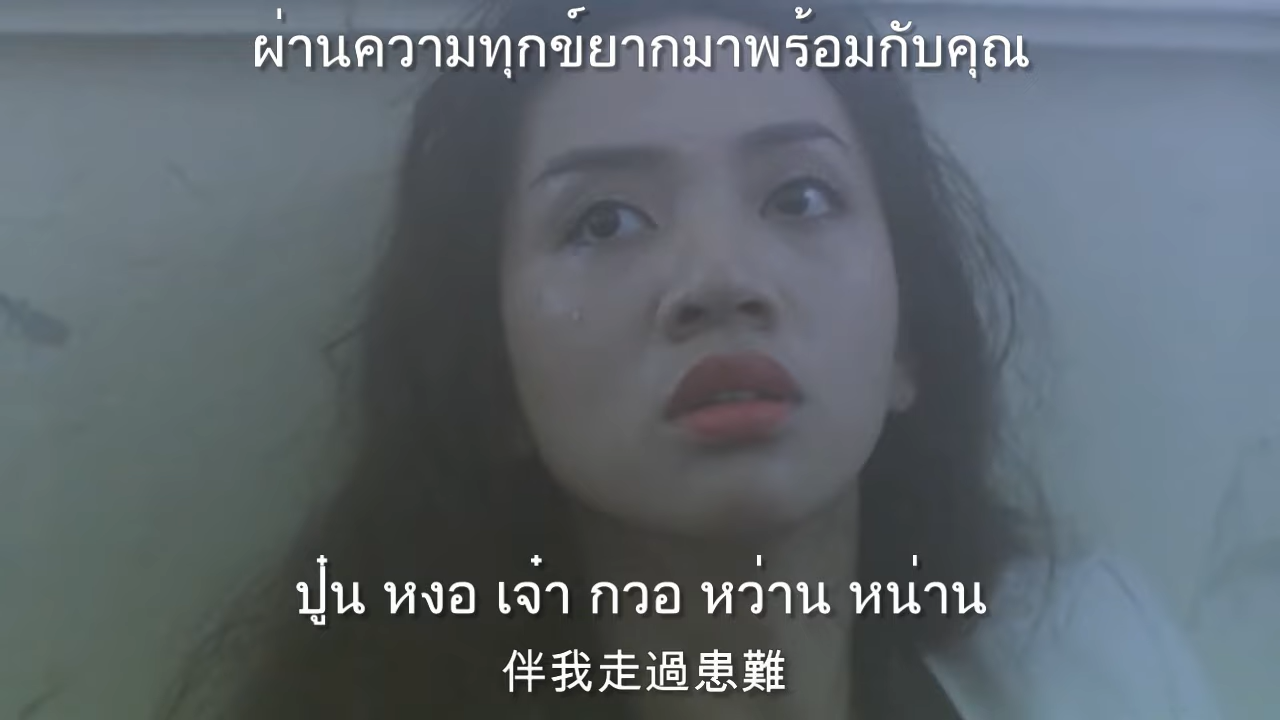 ผ่านความทุกข์ยากมาพร้อมกับคุณ
ปู๋น หงอ เจ๋า กวอ หว่าน หน่าน
伴我走過患難